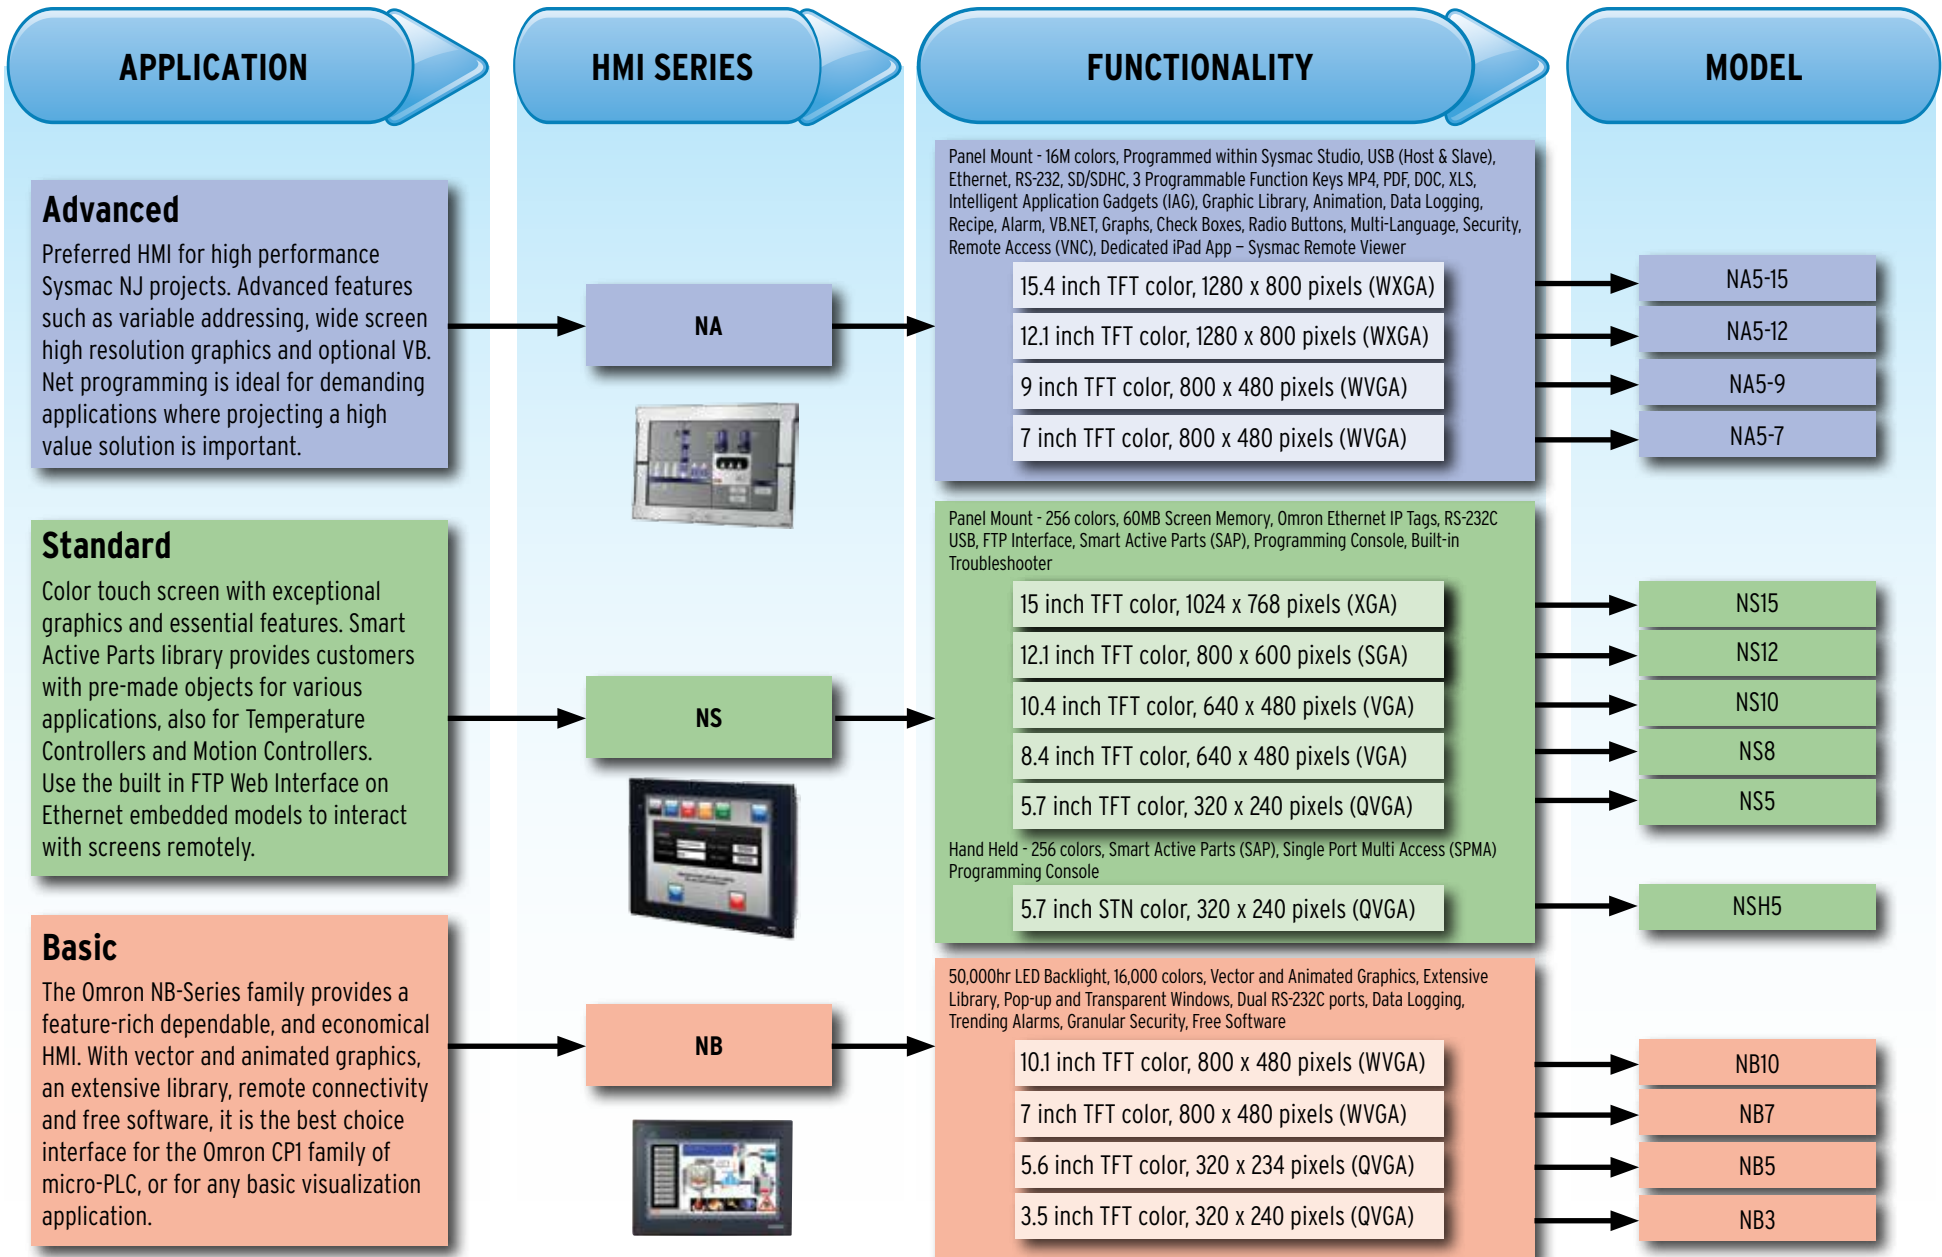 APPLICATION
HMI SERIES
FUNCTIONALITY
MODEL
Advanced
Preferred HMI for high performance
Sysmac NJ projects. Advanced features
such as variable addressing, wide screen
high resolution graphics and optional VB.
Net programming is ideal for demanding
applications where projecting a high
value solution is important.
NA
Panel Mount - 16M colors, Programmed within Sysmac Studio, USB (Host & Slave),
Ethernet, RS-232, SD/SDHC, 3 Programmable Function Keys MP4, PDF, DOC, XLS,
Intelligent Application Gadgets (IAG), Graphic Library, Animation, Data Logging,
Recipe, Alarm, VB.NET, Graphs, Check Boxes, Radio Buttons, Multi-Language, Security,
Remote Access (VNC), Dedicated iPad App – Sysmac Remote Viewer
15.4 inch TFT color, 1280 x 800 pixels (WXGA)
NA5-15
12.1 inch TFT color, 1280 x 800 pixels (WXGA)
NA5-12
9 inch TFT color, 800 x 480 pixels (WVGA)
NA5-9
7 inch TFT color, 800 x 480 pixels (WVGA)
NA5-7
Standard
Color touch screen with exceptional
graphics and essential features. Smart
Active Parts library provides customers
with pre-made objects for various
applications, also for Temperature
Controllers and Motion Controllers.
Use the built in FTP Web Interface on
Ethernet embedded models to interact
with screens remotely.
NS
Panel Mount - 256 colors, 60MB Screen Memory, Omron Ethernet IP Tags, RS-232C
USB, FTP Interface, Smart Active Parts (SAP), Programming Console, Built-in
Troubleshooter
15 inch TFT color, 1024 x 768 pixels (XGA)
NS15
12.1 inch TFT color, 800 x 600 pixels (SGA)
NS12
10.4 inch TFT color, 640 x 480 pixels (VGA)
NS10
8.4 inch TFT color, 640 x 480 pixels (VGA)
NS8
5.7 inch TFT color, 320 x 240 pixels (QVGA)
NS5
Hand Held - 256 colors, Smart Active Parts (SAP), Single Port Multi Access (SPMA)
Programming Console
5.7 inch STN color, 320 x 240 pixels (QVGA)
NSH5
Basic
The Omron NB-Series family provides a
feature-rich dependable, and economical
HMI. With vector and animated graphics,
an extensive library, remote connectivity
and free software, it is the best choice
interface for the Omron CP1 family of
micro-PLC, or for any basic visualization
application.
NB
50,000hr LED Backlight, 16,000 colors, Vector and Animated Graphics, Extensive
Library, Pop-up and Transparent Windows, Dual RS-232C ports, Data Logging,
Trending Alarms, Granular Security, Free Software
10.1 inch TFT color, 800 x 480 pixels (WVGA)
NB10
7 inch TFT color, 800 x 480 pixels (WVGA)
NB7
5.6 inch TFT color, 320 x 234 pixels (QVGA)
NB5
3.5 inch TFT color, 320 x 240 pixels (QVGA)
NB3